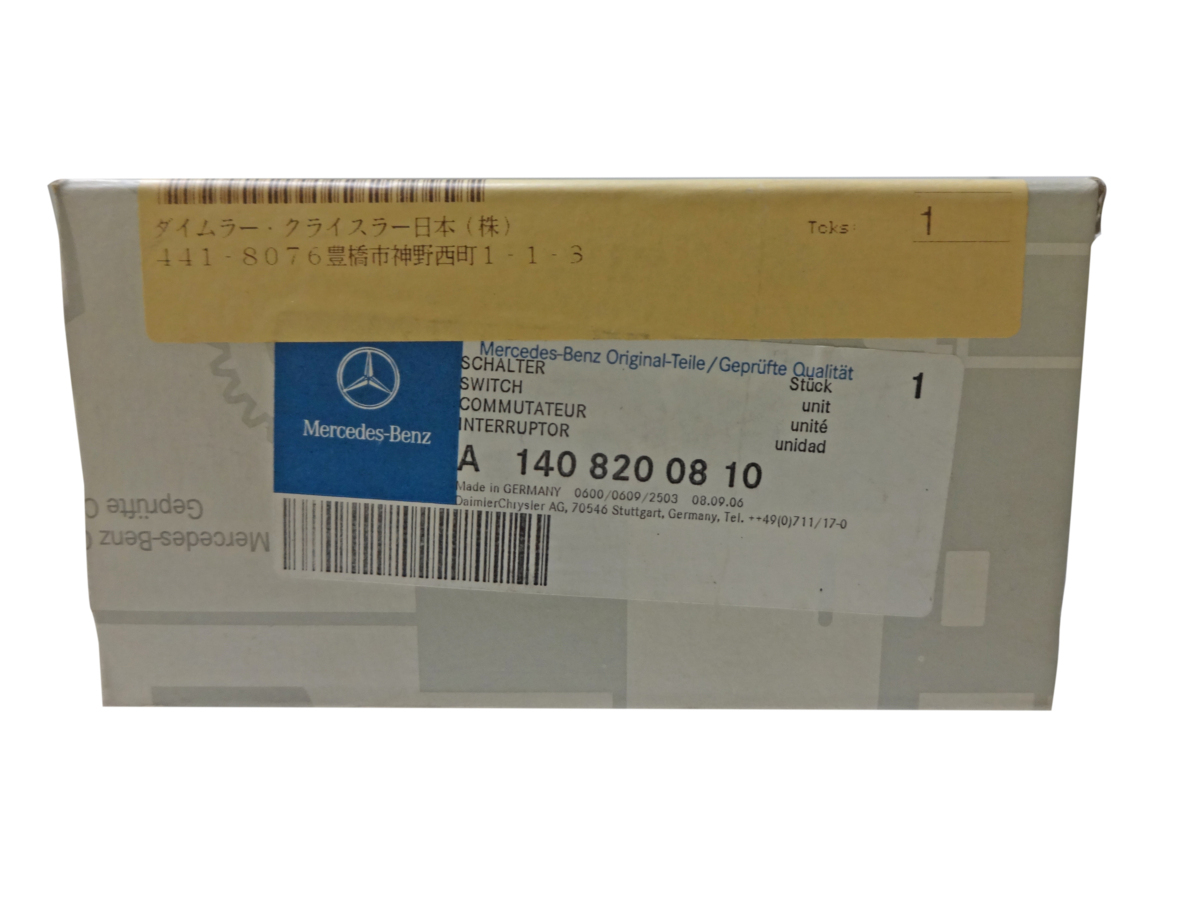 ダイムラー・クライスラー日本(株)
441-8076豊橋市神野西町1-1-3
Tcks: 1
Mercedes-Benz Original-Teile/Geprüfte Qualität
Mercedes-Benz
SCHALTER Stück 1
SWITCH unit
COMMUTATEUR unité
INTERRUPTOR unidad
A 140 820 08 10
Made in GERMANY 0600/0609/2503 08.09.06
DaimlerChrysler AG, 70546 Stuttgart, Germany, Tel. ++49(0)711/17-0
Mercedes-Benz O
Geprüfte Q